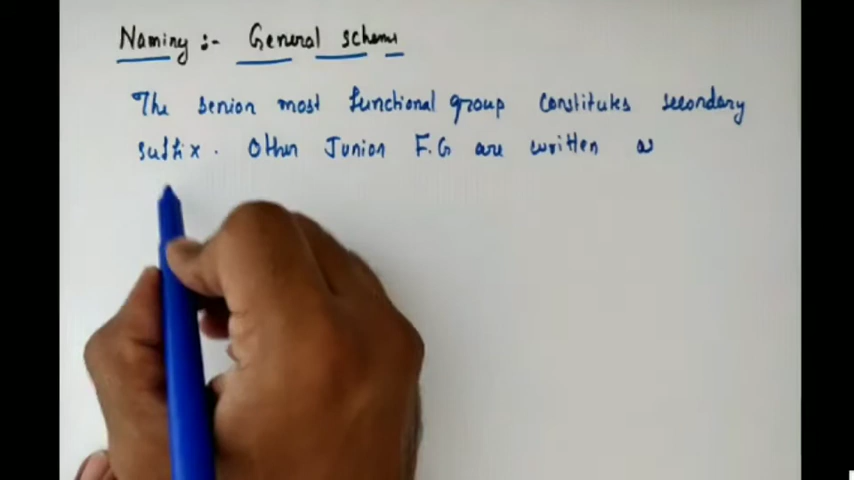 Naming :- General scheme
The senior most functional group constitutes secondary
suffix. Other Junior F.G are written as